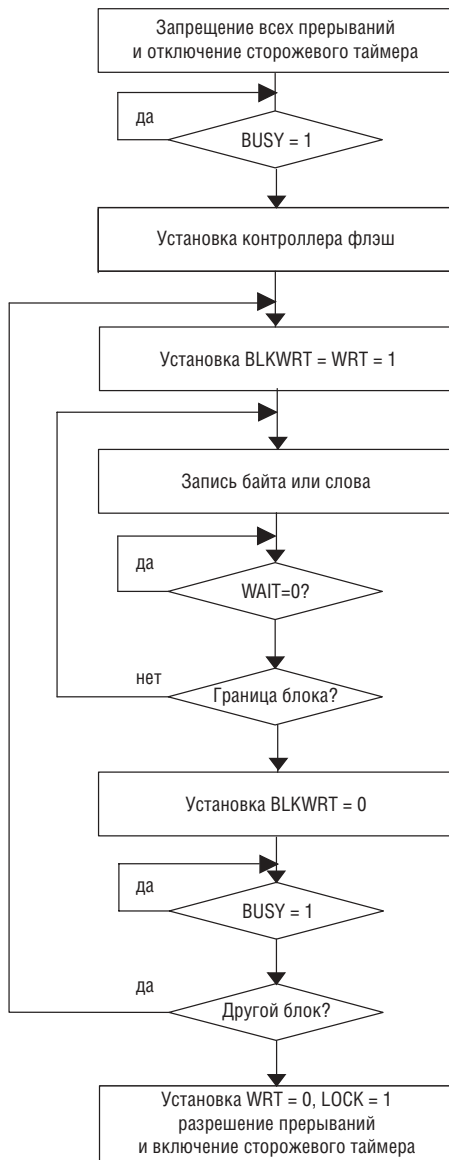 Запрещение всех прерываний
и отключение сторожевого таймера
да
BUSY = 1
Установка контроллера флэш
Установка BLKWRT = WRT = 1
Запись байта или слова
да
WAIT=0?
нет
Граница блока?
Установка BLKWRT = 0
да
BUSY = 1
да
Другой блок?
Установка WRT = 0, LOCK = 1
разрешение прерываний
и включение сторожевого таймера